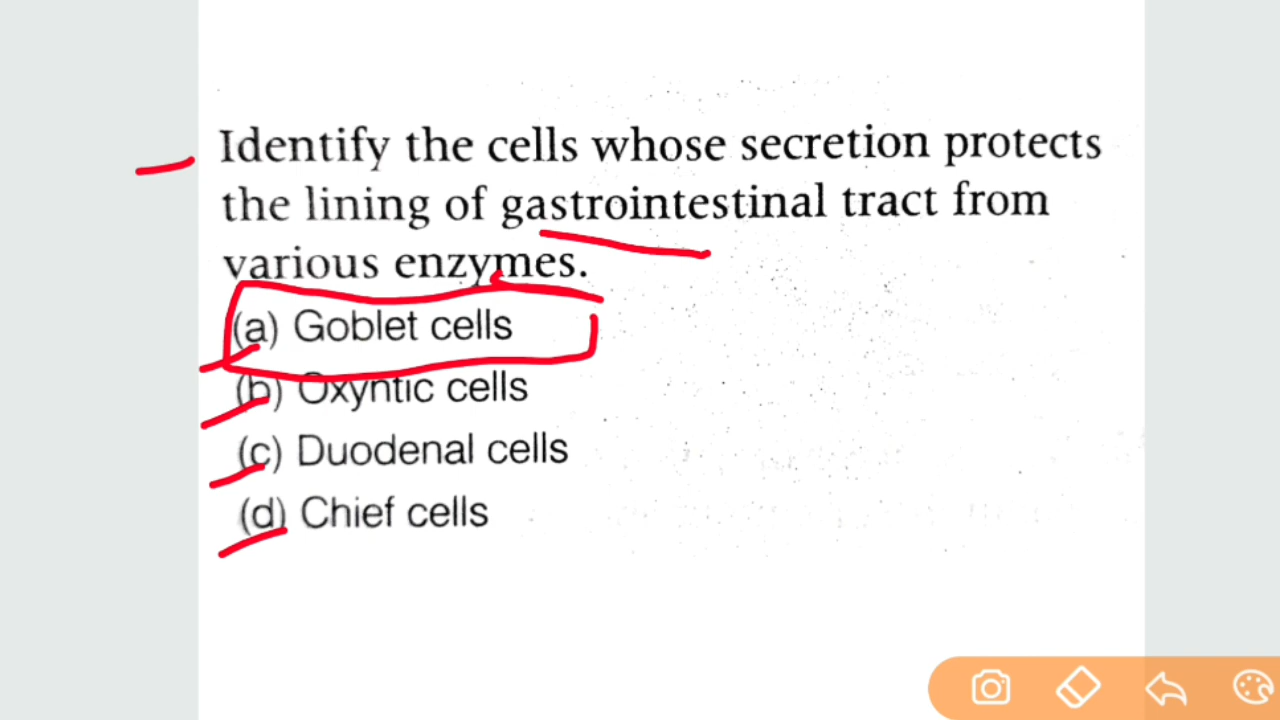 Identify the cells whose secretion protects
the lining of gastrointestinal tract from
various enzymes.
(a) Goblet cells
(b) Oxyntic cells
(c) Duodenal cells
(d) Chief cells